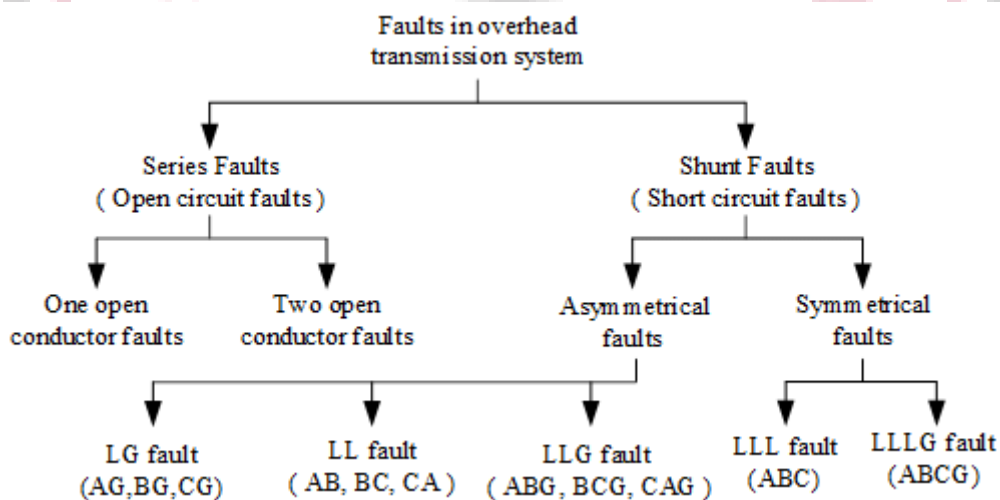 Faults in overhead
transmission system
Series Faults
( Open circuit faults )
Shunt Faults
( Short circuit faults )
One open
conductor faults
Two open
conductor faults
Asymmetrical
faults
Symmetrical
faults
LG fault
(AG,BG,CG)
LL fault
( AB, BC, CA )
LLG fault
( ABG, BCG, CAG )
LLL fault
(ABC)
LLLG fault
(ABCG)